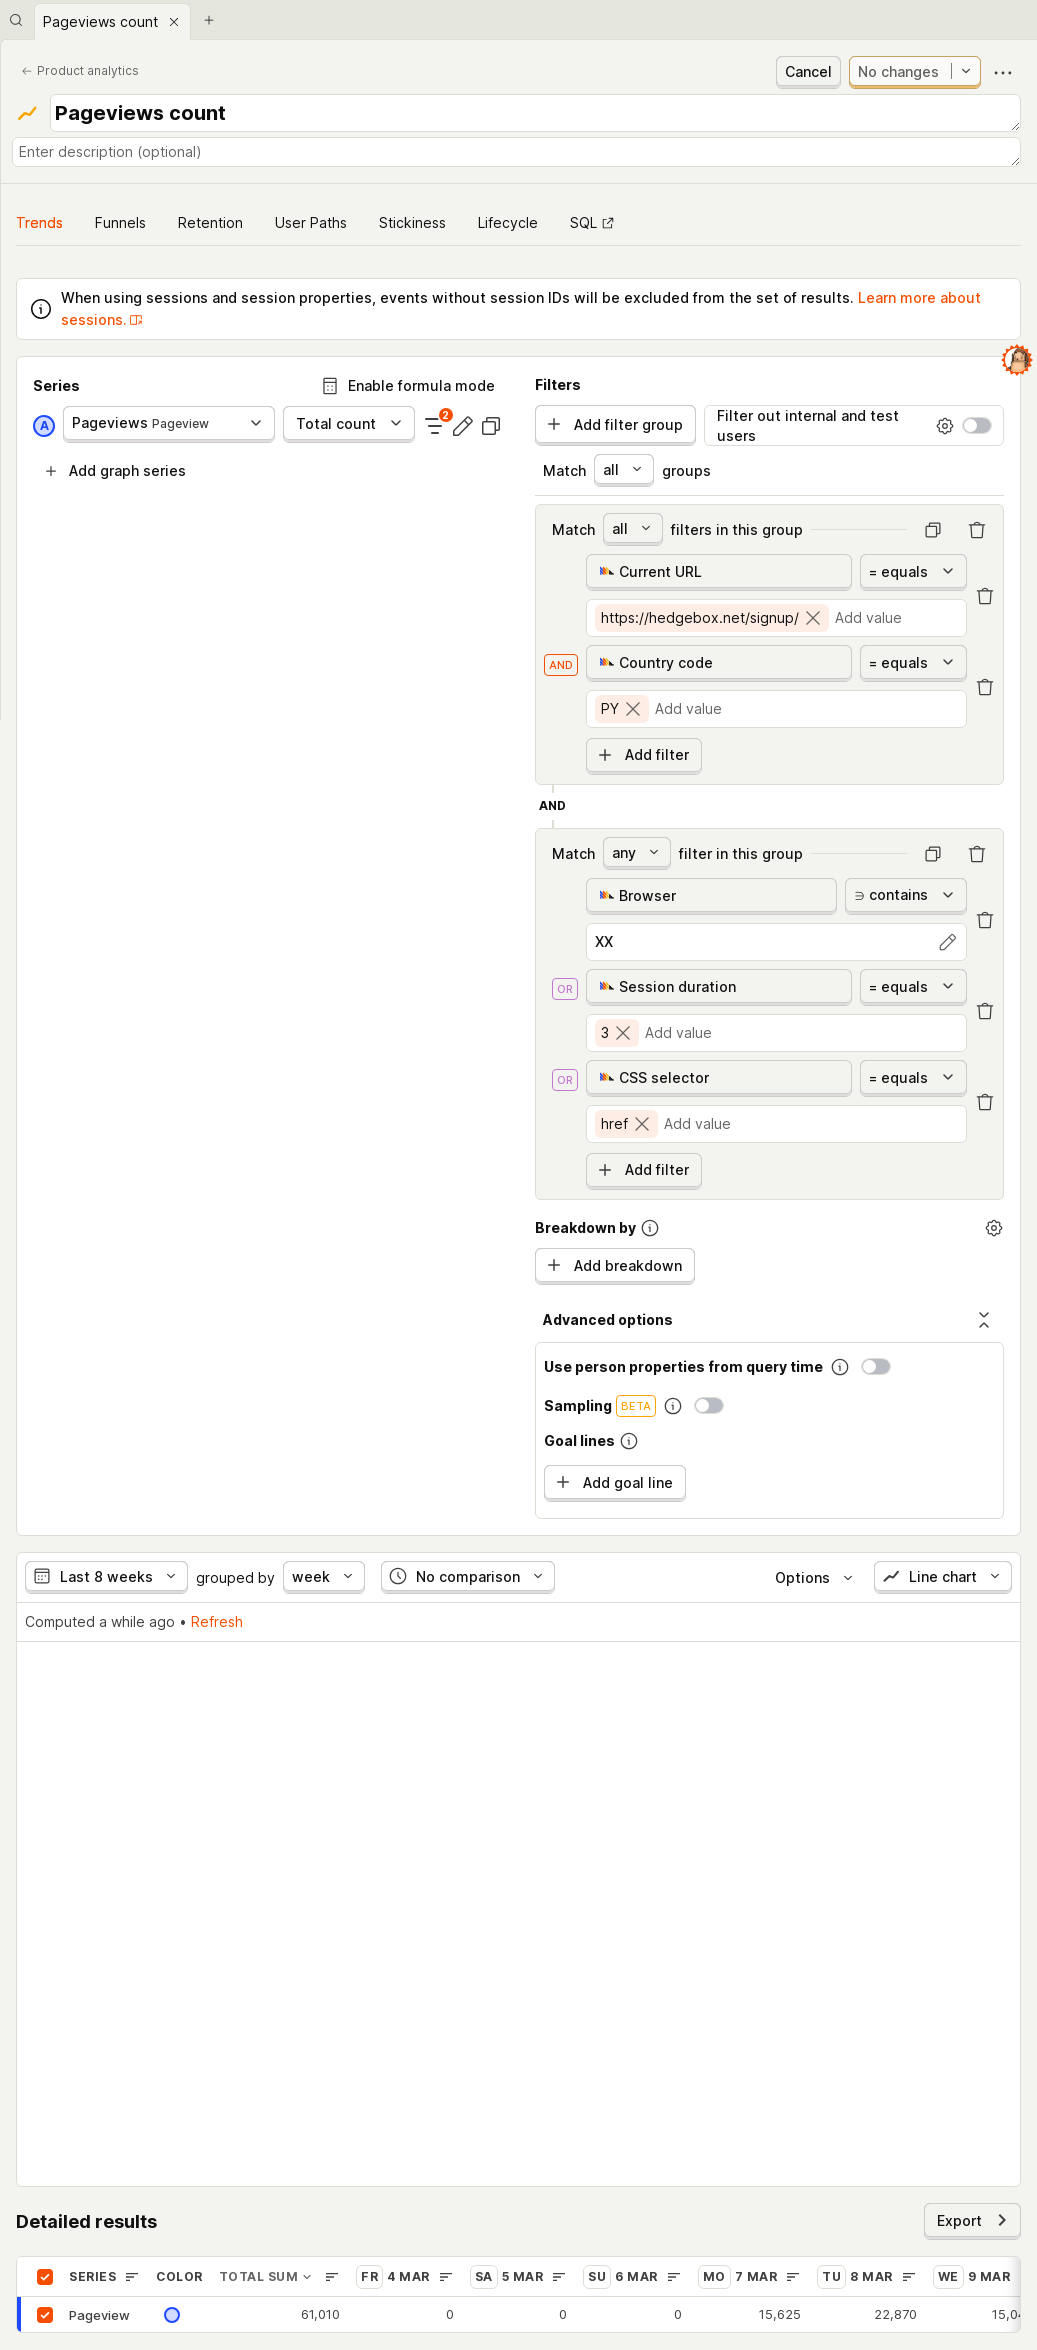 Pageviews count
Product analytics
Cancel
No changes
Pageviews count
Enter description (optional)
Trends
Funnels
Retention
User Paths
Stickiness
Lifecycle
SQL
When using sessions and session properties, events without session IDs will be excluded from the set of results. Learn more about
sessions.
Series
Enable formula mode
A
Pageviews Pageview
Total count
2
Add graph series
Filters
Add filter group
Filter out internal and test
users
Match all groups
Match all filters in this group
Current URL
= equals
https://hedgebox.net/signup/
Add value
AND
Country code
= equals
PY
Add value
Add filter
AND
Match any filter in this group
Browser
∋ contains
XX
OR
Session duration
= equals
3
Add value
OR
CSS selector
= equals
href
Add value
Add filter
Breakdown by
Add breakdown
Advanced options
Use person properties from query time
Sampling BETA
Goal lines
Add goal line
Last 8 weeks
grouped by
week
No comparison
Options
Line chart
Computed a while ago • Refresh
Detailed results
Export
SERIES COLOR TOTAL SUM FR 4 MAR SA 5 MAR SU 6 MAR MO 7 MAR TU 8 MAR WE 9 MAR
Pageview 61,010 0 0 0 15,625 22,870